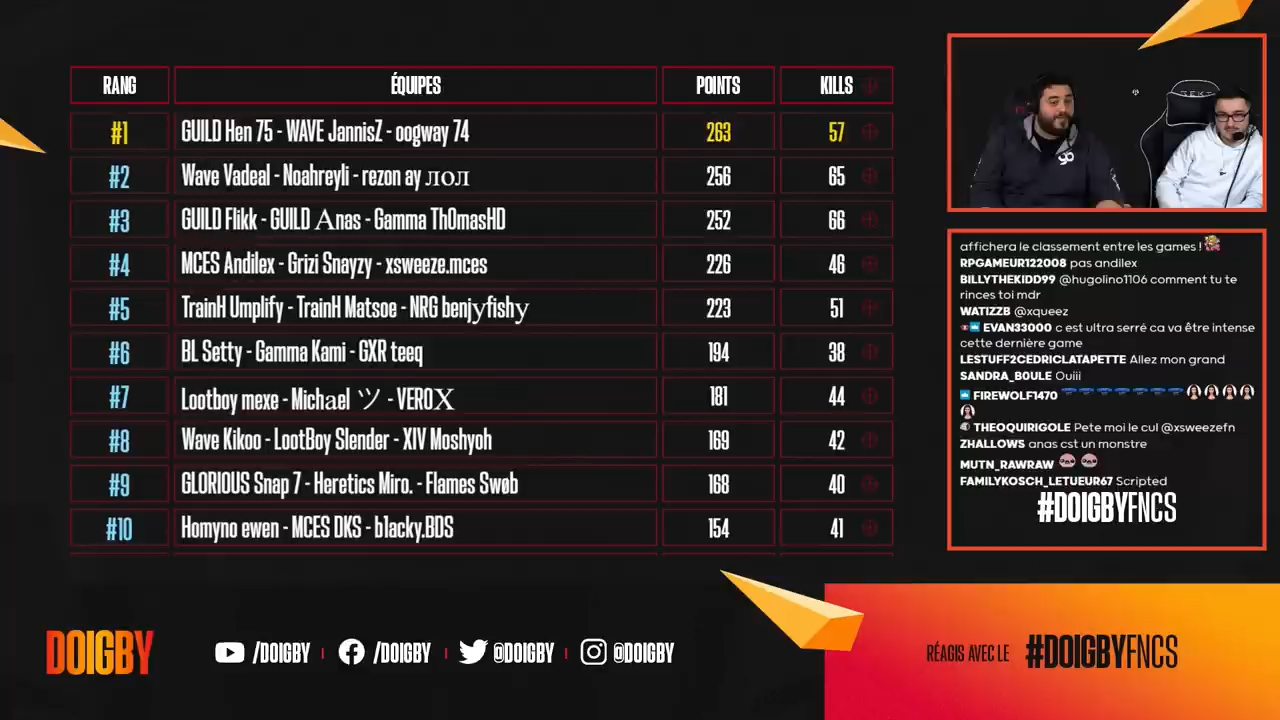 RANG ÉQUIPES POINTS KILLS
#1 GUILD Hen 75 - WAVE JannisZ - oogway 74 263 57
#2 Wave Vadeal - Noahreyli - rezon ay лол 256 65
#3 GUILD Flikk - GUILD Anas - Gamma Th0masHD 252 66
#4 MCES Andilex - Grizi Snayzy - xsweeze.mces 226 46
#5 TrainH Umplify - TrainH Matsoe - NRG benjyfishy 223 51
#6 BL Setty - Gamma Kami - GXR teeq 194 38
#7 Lootboy mexe - Michael ツ - VEROX 181 44
#8 Wave Kikoo - LootBoy Slender - XIV Moshyoh 169 42
#9 GLORIOUS Snap 7 - Heretics Miro. - Flames Swøb 168 40
#10 Homyno ewen - MCES DKS - b1acky.BDS 154 41
affichera le classement entre les games !
RPGAMEUR122008 pas andilex
BILLYTHEKIDD99 @hugolino1106 comment tu te
rinces toi mdr
WATIZZB @xqueez
EVAN33000 c est ultra serré ca va être intense
cette dernière game
LESTUFF2CEDRICLATAPETTE Allez mon grand
SANDRA_B0ULE Ouiii
FIREWOLF1470
THEOQUIRIGOLE Pete moi le cul @xsweezefn
ZHALLOWS anas cst un monstre
MUTN_RAWRAW
FAMILYKOSCH_LETUEUR67 Scripted
#DOIGBYFNCS
DOIGBY /DOIGBY /DOIGBY @DOIGBY @DOIGBY
RÉAGIS AVEC LE #DOIGBYFNCS